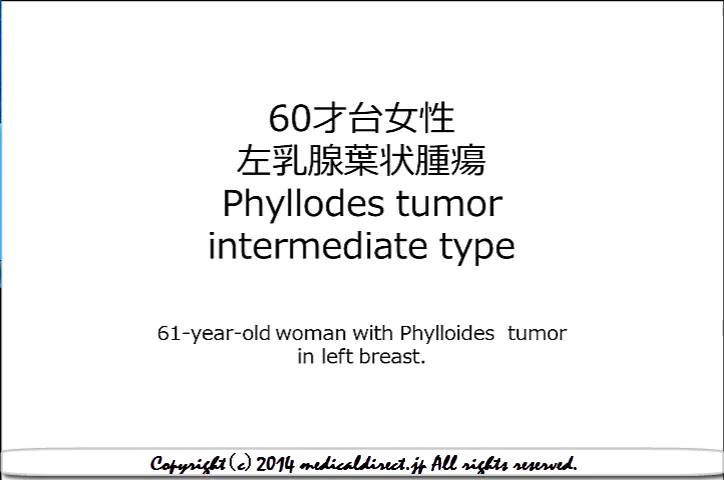 60才台女性
左乳腺葉状腫瘍
Phyllodes tumor
intermediate type
61-year-old woman with Phylloides tumor
in left breast.
Copyright(c) 2014 medicaldirect.jp All rights reserved.